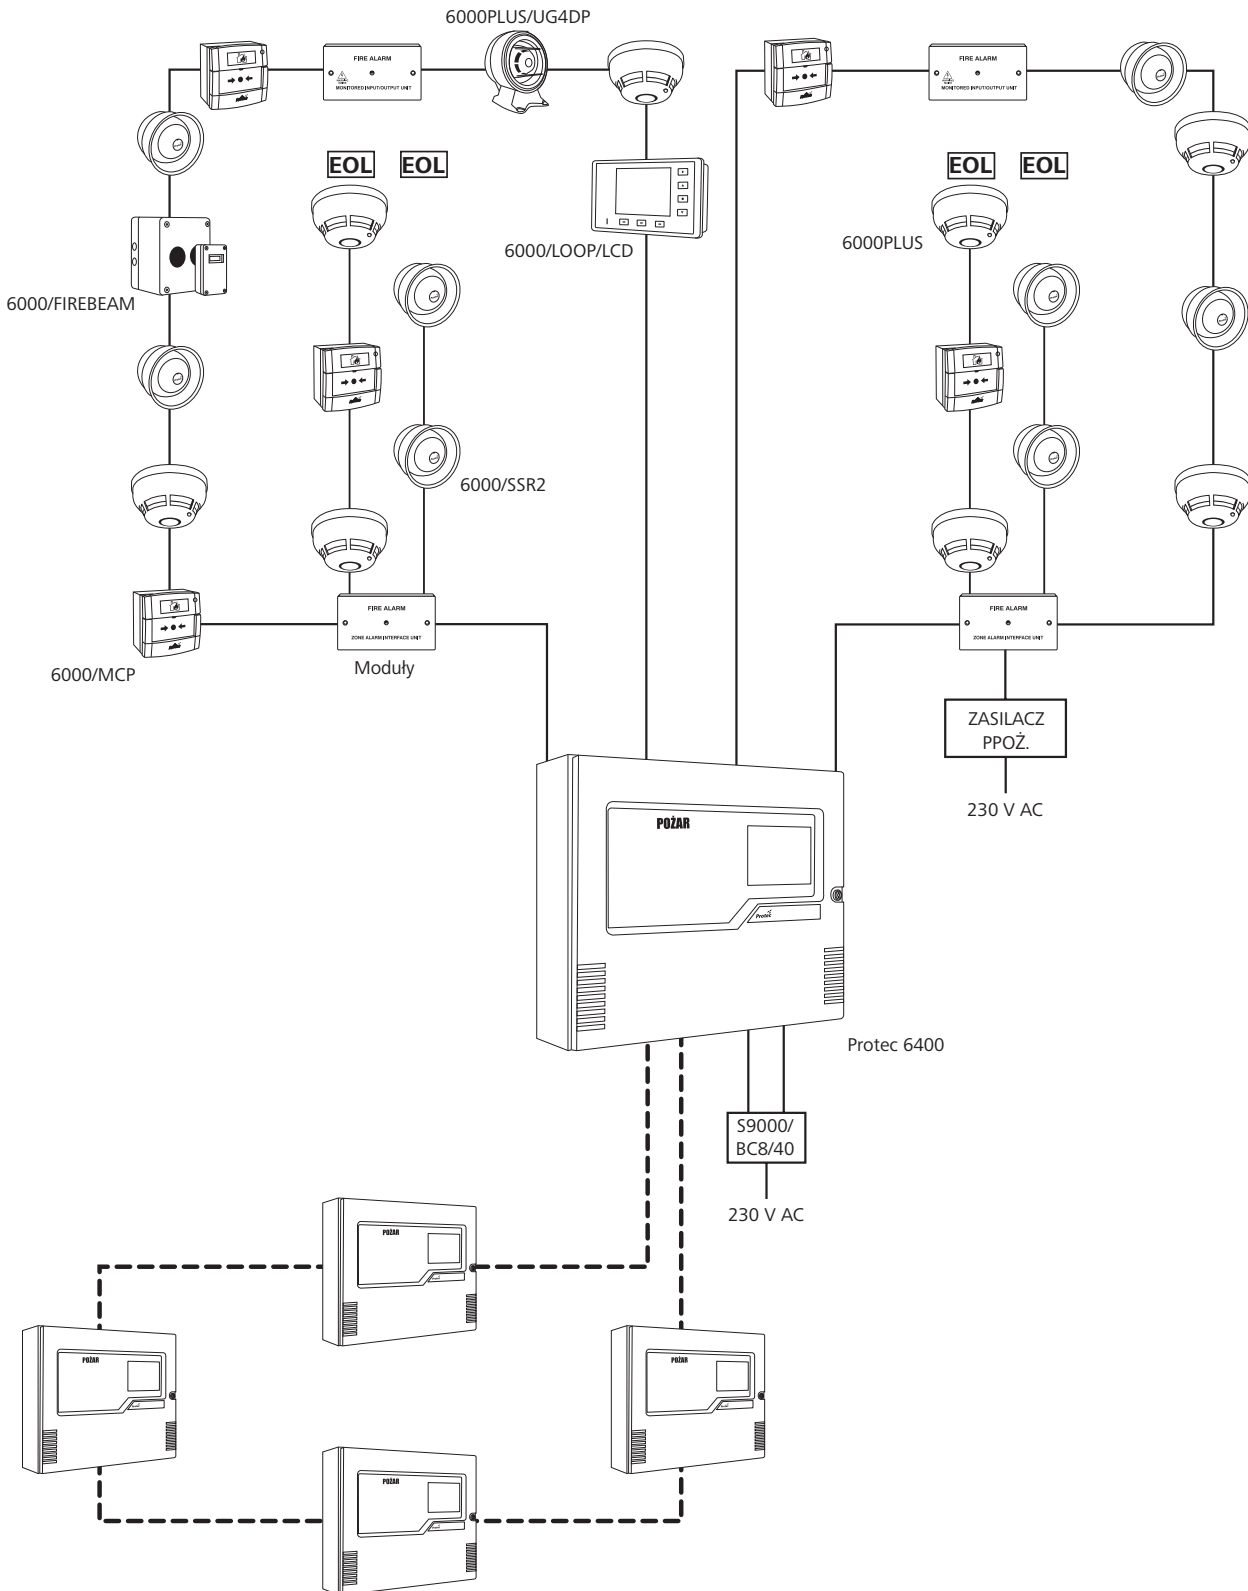 6000PLUS/UG4DP
FIRE ALARM
MONITORED INPUT/OUTPUT UNIT
FIRE ALARM
MONITORED INPUT/OUTPUT UNIT
EOL
EOL
EOL
EOL
6000/LOOP/LCD
6000PLUS
6000/FIREBEAM
6000/SSR2
FIRE ALARM
ZONE ALARM INTERFACE UNIT
FIRE ALARM
ZONE ALARM INTERFACE UNIT
6000/MCP
Moduły
ZASILACZ
PPOŻ.
230 V AC
POŻAR
Protec
Protec 6400
S9000/
BC8/40
230 V AC
POŻAR
POŻAR
POŻAR
POŻAR